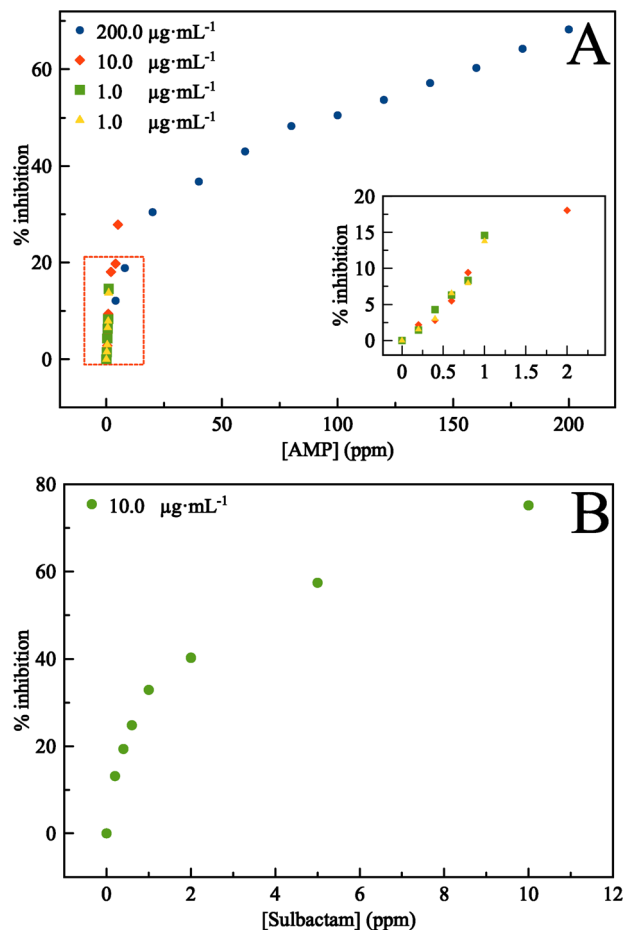 A
200.0 µg·mL-1
10.0 µg·mL-1
1.0 µg·mL-1
1.0 µg·mL-1
60
40
20
0
% inhibition
20
15
10
5
0
% inhibition
0 0.5 1 1.5 2
0 50 100 150 200
[AMP] (ppm)
B
10.0 µg·mL-1
80
60
40
20
0
% inhibition
0 2 4 6 8 10 12
[Sulbactam] (ppm)